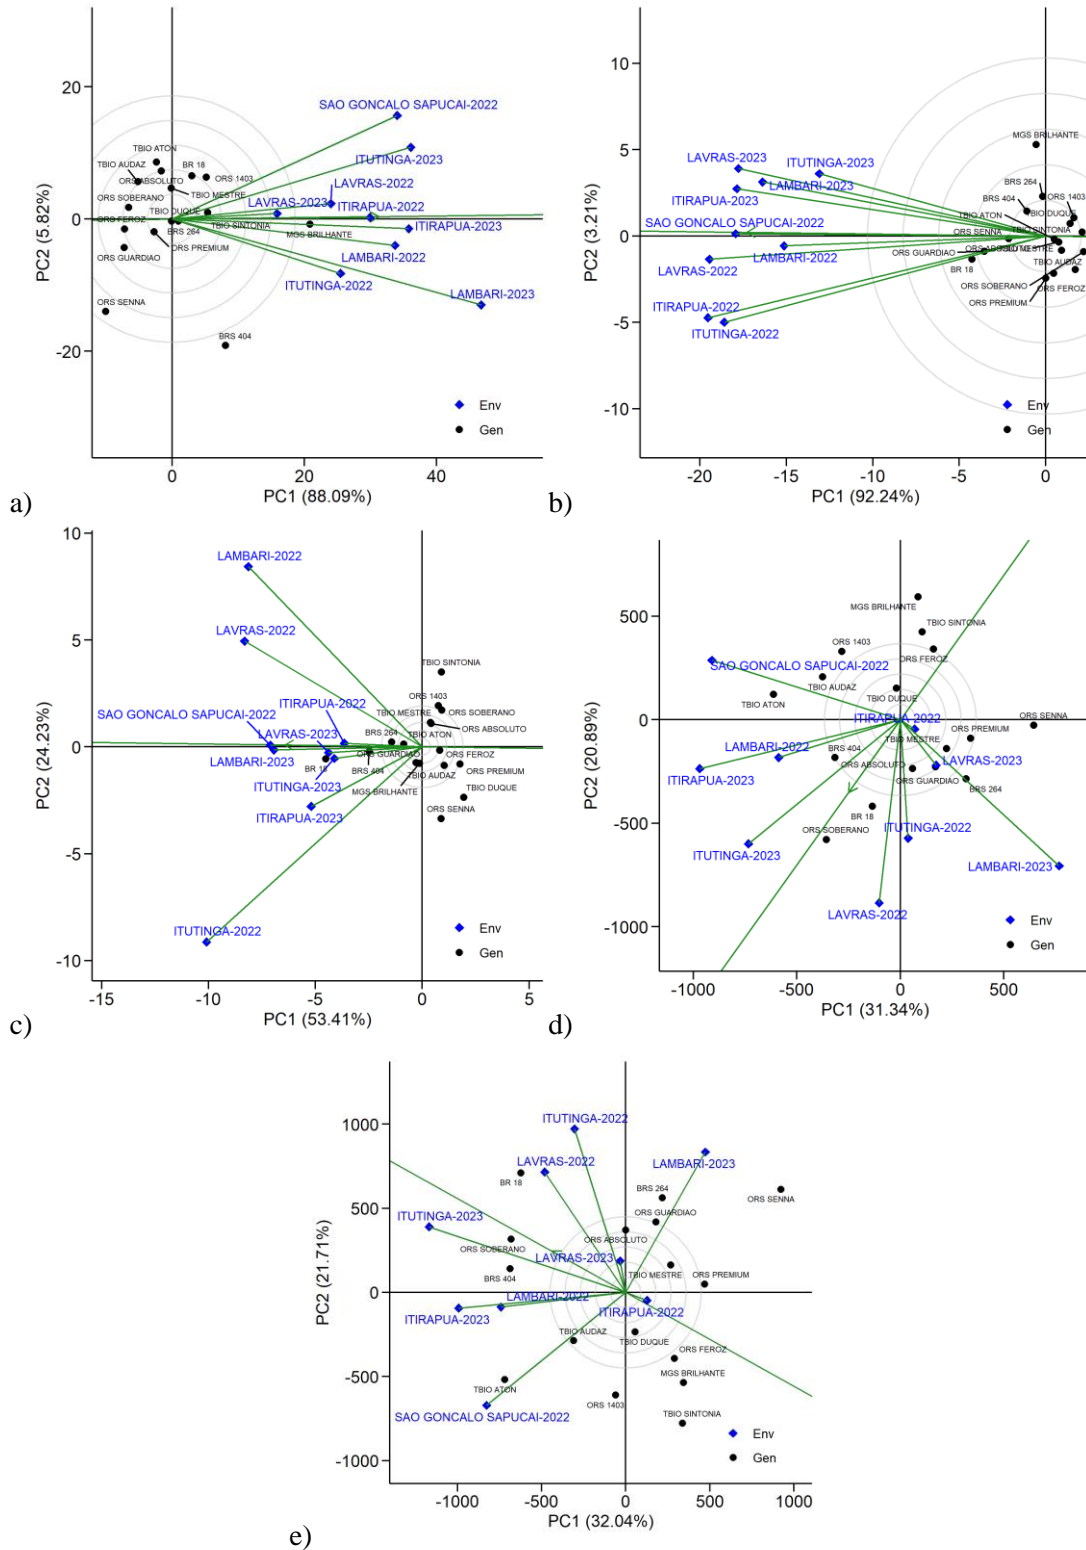 20
0
-20
PC2 (5.82%)
SAO GONCALO SAPUCAI-2022
ITUTINGA-2023
LAVRAS-2022
LAVRAS-2023
ITIRAPUA-2022
ITIRAPUA-2023
LAMBARI-2022
ITUTINGA-2022
LAMBARI-2023
TBIO ATON
TBIO AUDAZ
BR 18
ORS ABSOLUTO
ORS 1403
ORS SOBERANO
TBIO MESTRE
TBIO DUQUE
ORS FEROZ
TBIO SINTONIA
MGS BRILHANTE
BRS 264
ORS PREMIUM
ORS GUARDIAO
ORS SENNA
BRS 404
Env
Gen
0
20
40
PC1 (88.09%)
a)
10
5
0
-5
-10
PC2 (3.21%)
MGS BRILHANTE
LAVRAS-2023
ITUTINGA-2023
LAMBARI-2023
ITIRAPUA-2023
BRS 264
ORS 1403
BRS 404
TBIO ATON
TBIO DUQUE
SAO GONCALO SAPUCAI-2022
ORS SENNA
TBIO SINTONIA
LAMBARI-2022
ORS GUARDIAO
LAVRAS-2022
BR 18
TBIO AUDAZ
ORS SOBERANO
ORS FEROZ
ITIRAPUA-2022
ORS PREMIUM
ITUTINGA-2022
Env
Gen
-20
-15
-10
-5
0
PC1 (92.24%)
b)
10
5
0
-5
-10
PC2 (24.23%)
LAMBARI-2022
LAVRAS-2022
TBIO SINTONIA
ITIRAPUA-2022
ORS 1403
SAO GONCALO SAPUCAI-2022
TBIO MESTRE
ORS SOBERANO
ORS ABSOLUTO
LAVRAS-2023
BRS 264
TBIO ATON
LAMBARI-2023
ORS GUARDIAO
ORS FEROZ
BR 18
BRS 404
TBIO AUDAZ
ORS PREMIUM
ITUTINGA-2023
MGS BRILHANTE
TBIO DUQUE
ITIRAPUA-2023
ORS SENNA
ITUTINGA-2022
Env
Gen
-15
-10
-5
0
5
PC1 (53.41%)
c)
500
0
-500
-1000
PC2 (20.89%)
MGS BRILHANTE
TBIO SINTONIA
ORS 1403
SAO GONCALO SAPUCAI-2022
ORS FEROZ
TBIO AUDAZ
TBIO ATON
TBIO DUQUE
ITIRAPUA-2022
ORS SENNA
LAMBARI-2022
BRS 404
TBIO MESTRE
ORS PREMIUM
ITIRAPUA-2023
ORS ABSOLUTO
LAVRAS-2023
ORS GUARDIAO
BRS 264
BR 18
ORS SOBERANO
ITUTINGA-2022
ITUTINGA-2023
LAMBARI-2023
LAVRAS-2022
Env
Gen
-1000
-500
0
500
PC1 (31.34%)
d)
1000
500
0
-500
-1000
PC2 (21.71%)
ITUTINGA-2022
LAVRAS-2022
LAMBARI-2023
BR 18
BRS 264
ORS SENNA
ITUTINGA-2023
ORS GUARDIAO
ORS SOBERANO
ORS ABSOLUTO
LAVRAS-2023
BRS 404
TBIO MESTRE
ORS PREMIUM
LAMBARI-2022
ITIRAPUA-2023
ITIRAPUA-2022
TBIO AUDAZ
TBIO DUQUE
ORS FEROZ
TBIO ATON
MGS BRILHANTE
SAO GONCALO SAPUCAI-2022
ORS 1403
TBIO SINTONIA
Env
Gen
-1000
-500
0
500
1000
PC1 (32.04%)
e)